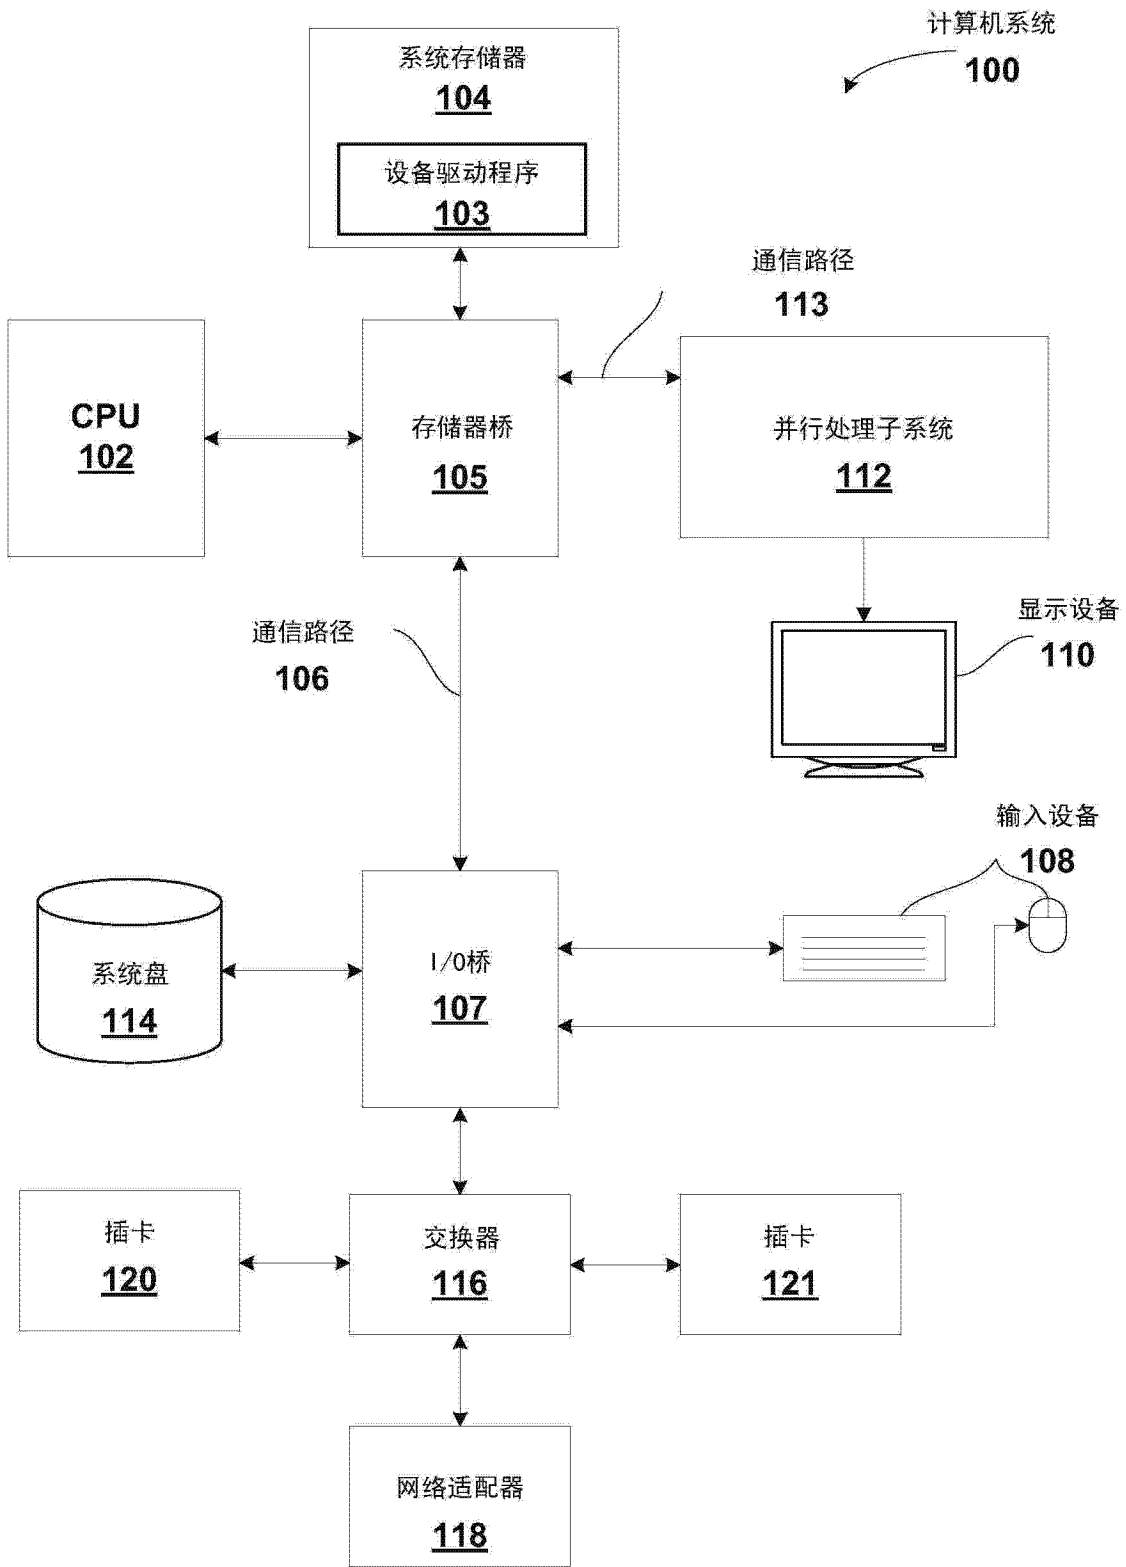 计算机系统
100
系统存储器
104
设备驱动程序
103
通信路径
113
CPU
102
存储器桥
105
并行处理子系统
112
通信路径
106
显示设备
110
输入设备
108
系统盘
114
I/O桥
107
插卡
120
交换器
116
插卡
121
网络适配器
118